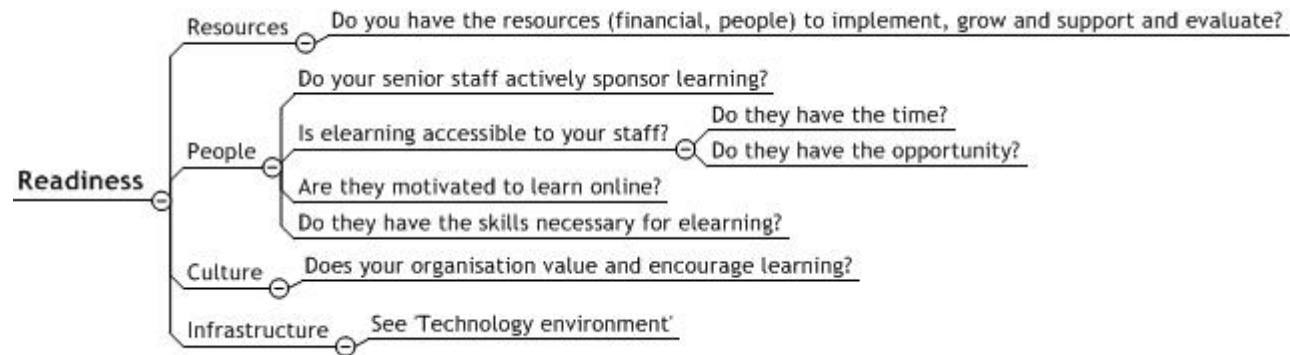 Readiness
Resources
Do you have the resources (financial, people) to implement, grow and support and evaluate?
People
Do your senior staff actively sponsor learning?
Is elearning accessible to your staff?
Do they have the time?
Do they have the opportunity?
Are they motivated to learn online?
Do they have the skills necessary for elearning?
Culture
Does your organisation value and encourage learning?
Infrastructure
See 'Technology environment'